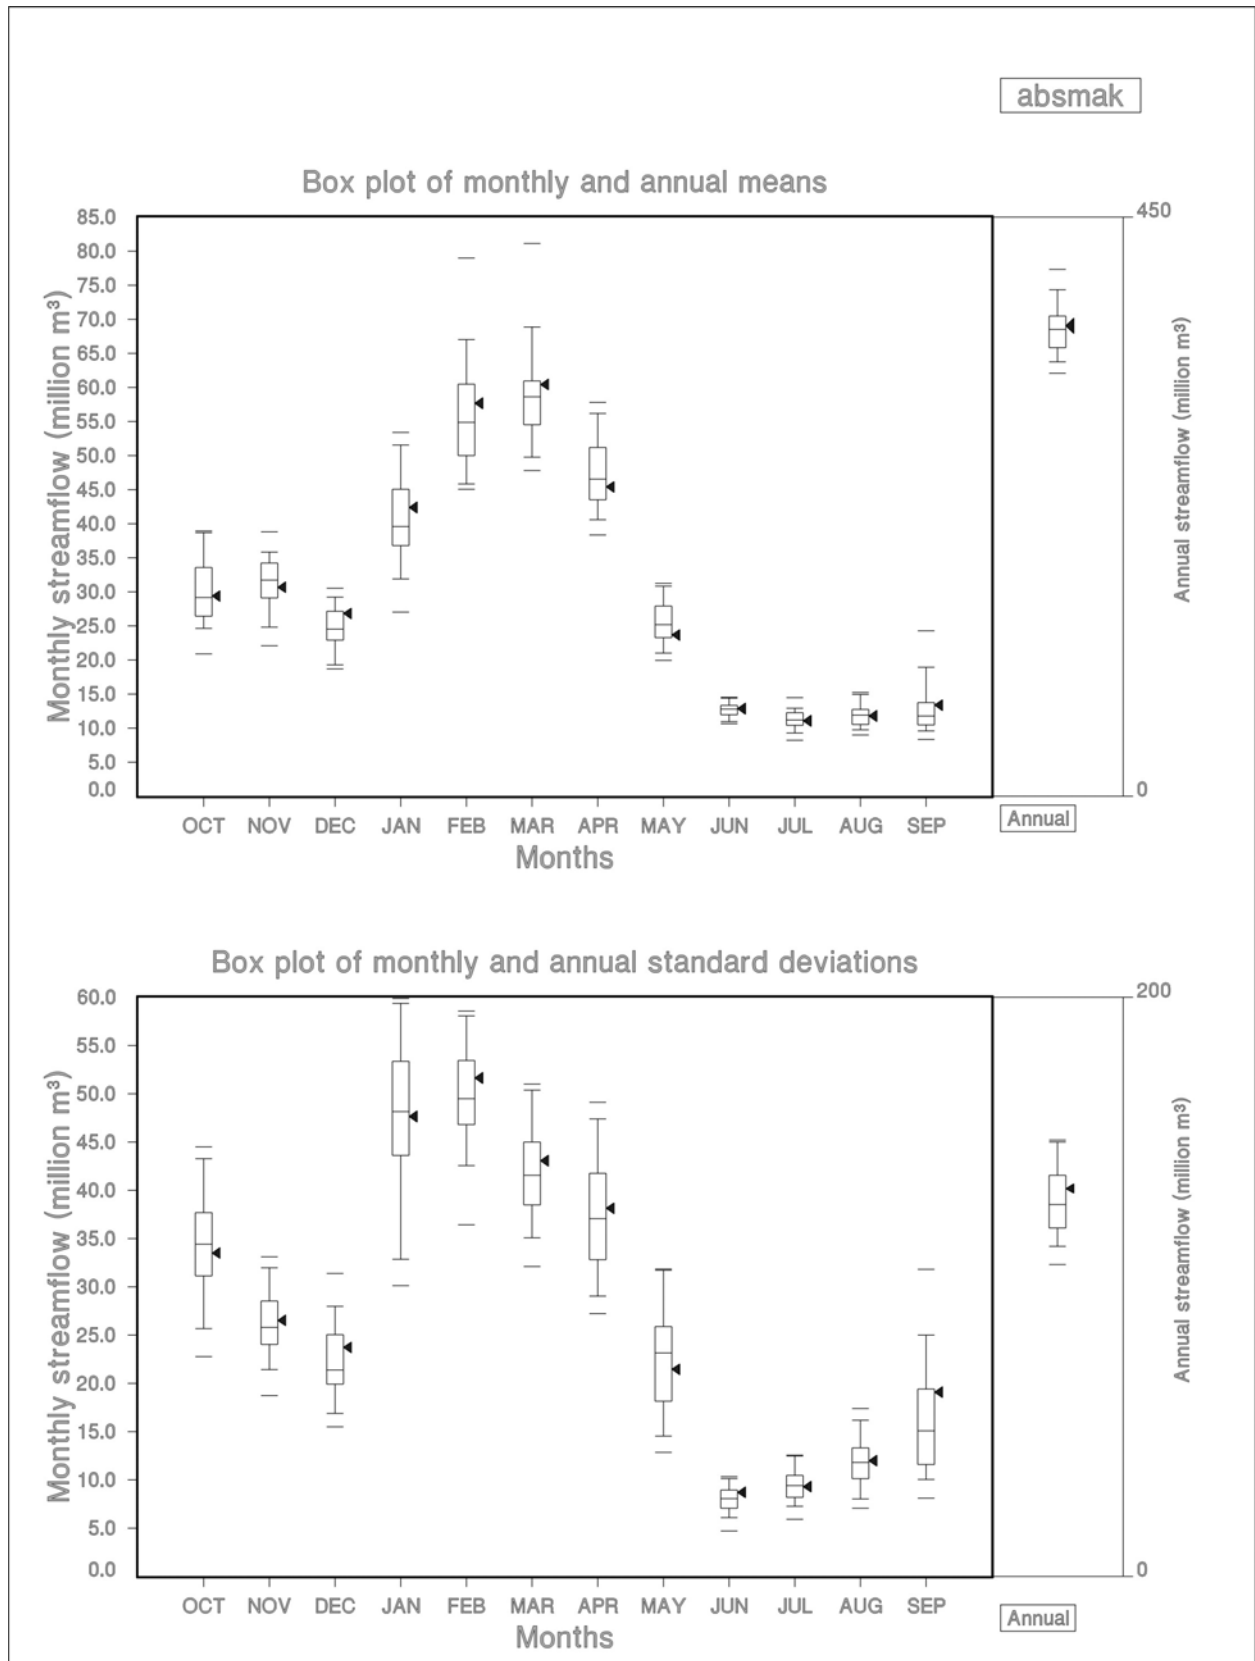 absmak
Box plot of monthly and annual means
Monthly streamflow (million m³)
85.0
80.0
75.0
70.0
65.0
60.0
55.0
50.0
45.0
40.0
35.0
30.0
25.0
20.0
15.0
10.0
5.0
0.0
OCT NOV DEC JAN FEB MAR APR MAY JUN JUL AUG SEP
Months
450
0
Annual streamflow (million m³)
Annual
Box plot of monthly and annual standard deviations
Monthly streamflow (million m³)
60.0
55.0
50.0
45.0
40.0
35.0
30.0
25.0
20.0
15.0
10.0
5.0
0.0
OCT NOV DEC JAN FEB MAR APR MAY JUN JUL AUG SEP
Months
200
0
Annual streamflow (million m³)
Annual